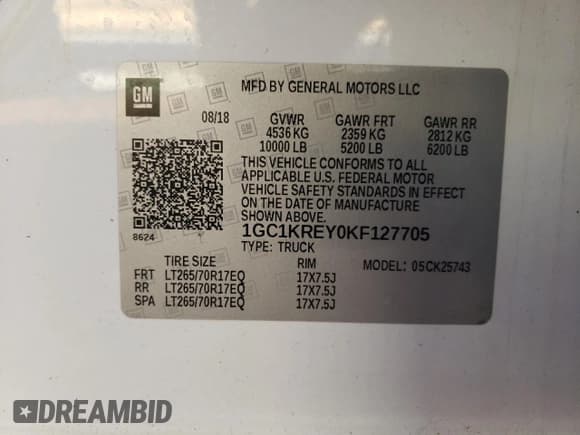 GM
MFD BY GENERAL MOTORS LLC
08/18 GVWR GAWR FRT GAWR RR
4536 KG 2359 KG 2812 KG
10000 LB 5200 LB 6200 LB
THIS VEHICLE CONFORMS TO ALL
APPLICABLE U.S. FEDERAL MOTOR
VEHICLE SAFETY STANDARDS IN EFFECT
ON THE DATE OF MANUFACTURE
SHOWN ABOVE.
8624 1GC1KREY0KF127705
TYPE: TRUCK
TIRE SIZE RIM MODEL: 05CK25743
FRT LT265/70R17EQ 17X7.5J
RR LT265/70R17EQ 17X7.5J
SPA LT265/70R17EQ 17X7.5J
DREAMBID